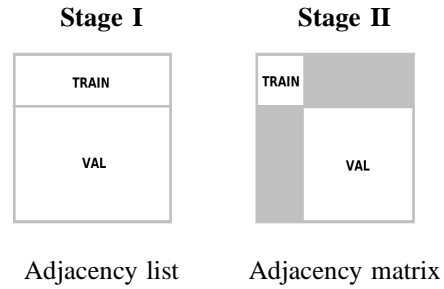 Stage I
Stage II
TRAIN
TRAIN
VAL
VAL
Adjacency list
Adjacency matrix